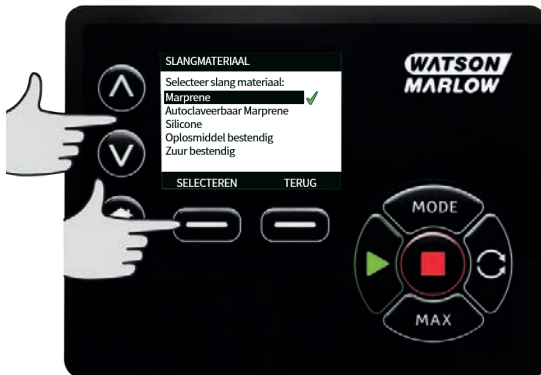 SLANGMATERIAAL
Selecteer slang materiaal:
Marprene
Autoclaveerbaar Marprene
Silicone
Oplosmiddel bestendig
Zuur bestendig
SELECTEREN TERUG
WATSON
MARLOW
MODE
MAX